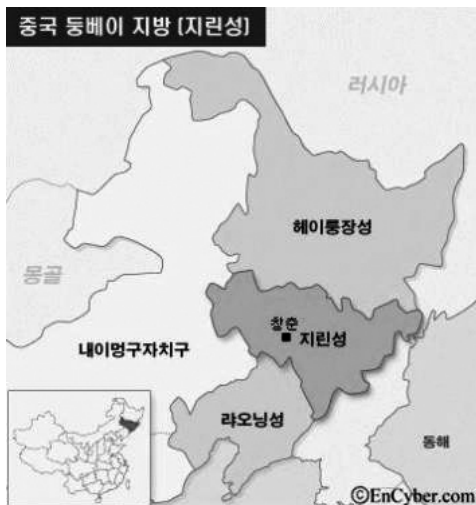 중국 둥베이 지방 (지린성)
러시아
헤이룽장성
몽골
창춘
지린성
내이멍구자치구
랴오닝성
동해
©EnCyber.com